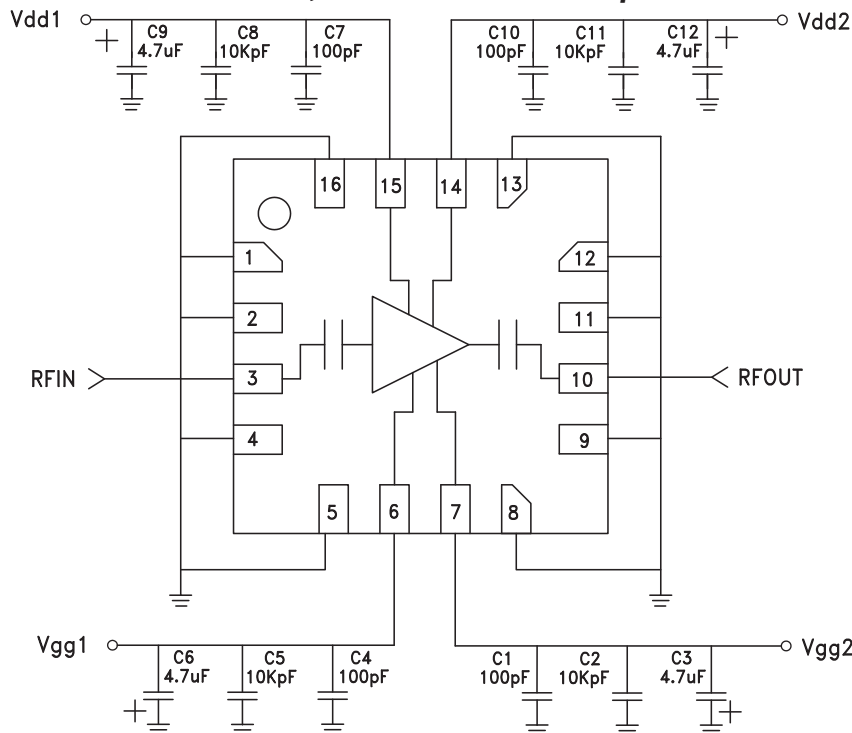 Vdd1
C9
4.7uF
C8
10KpF
C7
100pF
C10
100pF
C11
10KpF
C12
4.7uF
Vdd2
16
15
14
13
1
12
2
11
RFIN
3
10
RFOUT
4
9
5
6
7
8
Vgg1
C6
4.7uF
C5
10KpF
C4
100pF
C1
100pF
C2
10KpF
C3
4.7uF
Vgg2